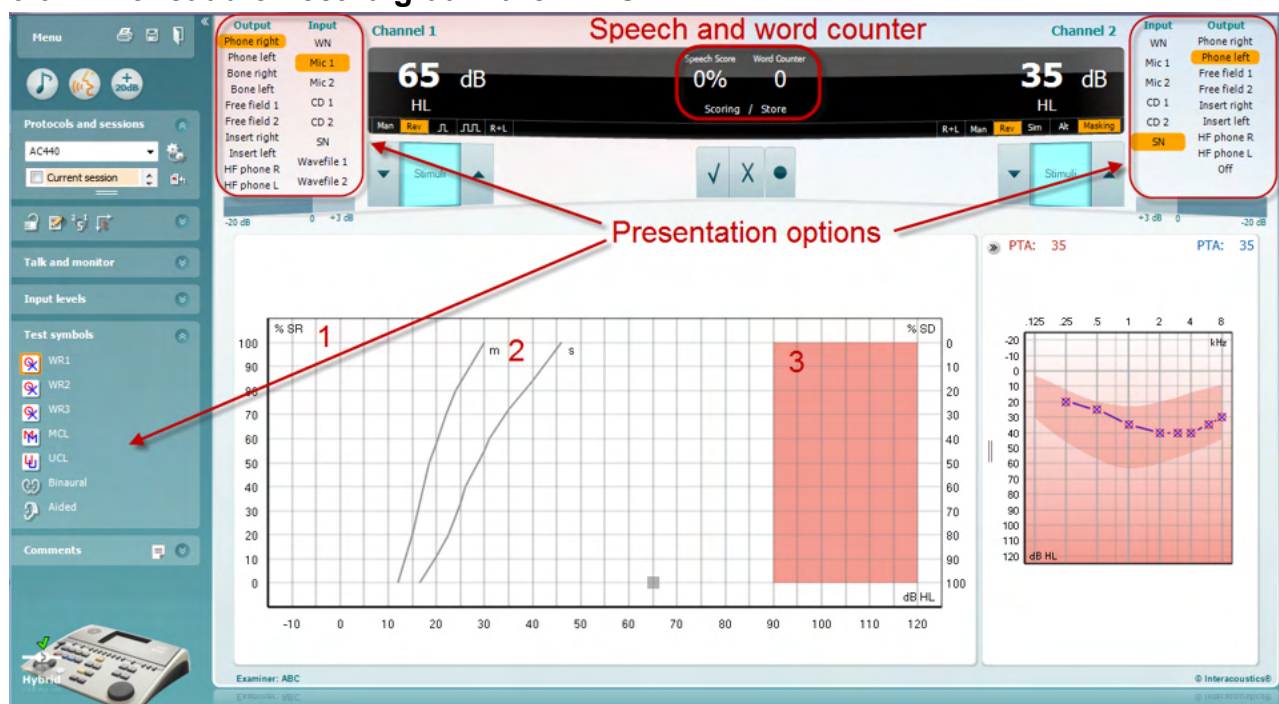 Menu
20dB
Protocols and sessions
AC440
Current session
Talk and monitor
Input levels
Test symbols
WR1
WR2
WR3
MCL
UCL
Binaural
Aided
Comments
Hybrid
Output Input
Phone right WN
Phone left Mic 1
Bone right Mic 2
Bone left
Free field 1 CD 1
Free field 2 CD 2
Insert right SN
Insert left
HF phone R Wavefile 1
HF phone L Wavefile 2
Channel 1
Speech and word counter
Channel 2
65 dB
HL
Speech Score Word Counter
0% 0
Scoring / Store
35 dB
HL
Man Rev R+L
R+L Man Rev Sim Alt Masking
Input Output
WN Phone right
Mic 1 Phone left
Mic 2 Free field 1
Free field 2
CD 1 Insert right
CD 2 Insert left
SN HF phone R
HF phone L
Off
Stimuli
Stimuli
-20 dB 0 +3 dB
+3 dB 0 -20 dB
Presentation options
PTA: 35 PTA: 35
% SR 1
m 2 s
3
% SD
100 90 80 70 60 50 40 30 20 10 0
0 10 20 30 40 50 60 70 80 90 100
dB HL
-10 0 10 20 30 40 50 60 70 80 90 100 110 120
.125 .25 .5 1 2 4 8
kHz
-20 -10 0 10 20 30 40 50 60 70 80 90 100 110 120
dB HL
Examiner: ABC
© Interacoustics®